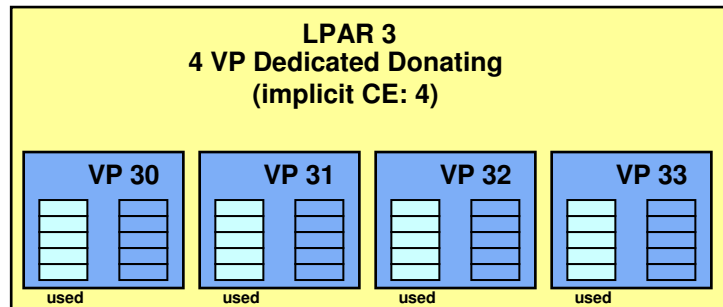 LPAR 3
4 VP Dedicated Donating
(implicit CE: 4)
VP 30 VP 31 VP 32 VP 33
used used used used